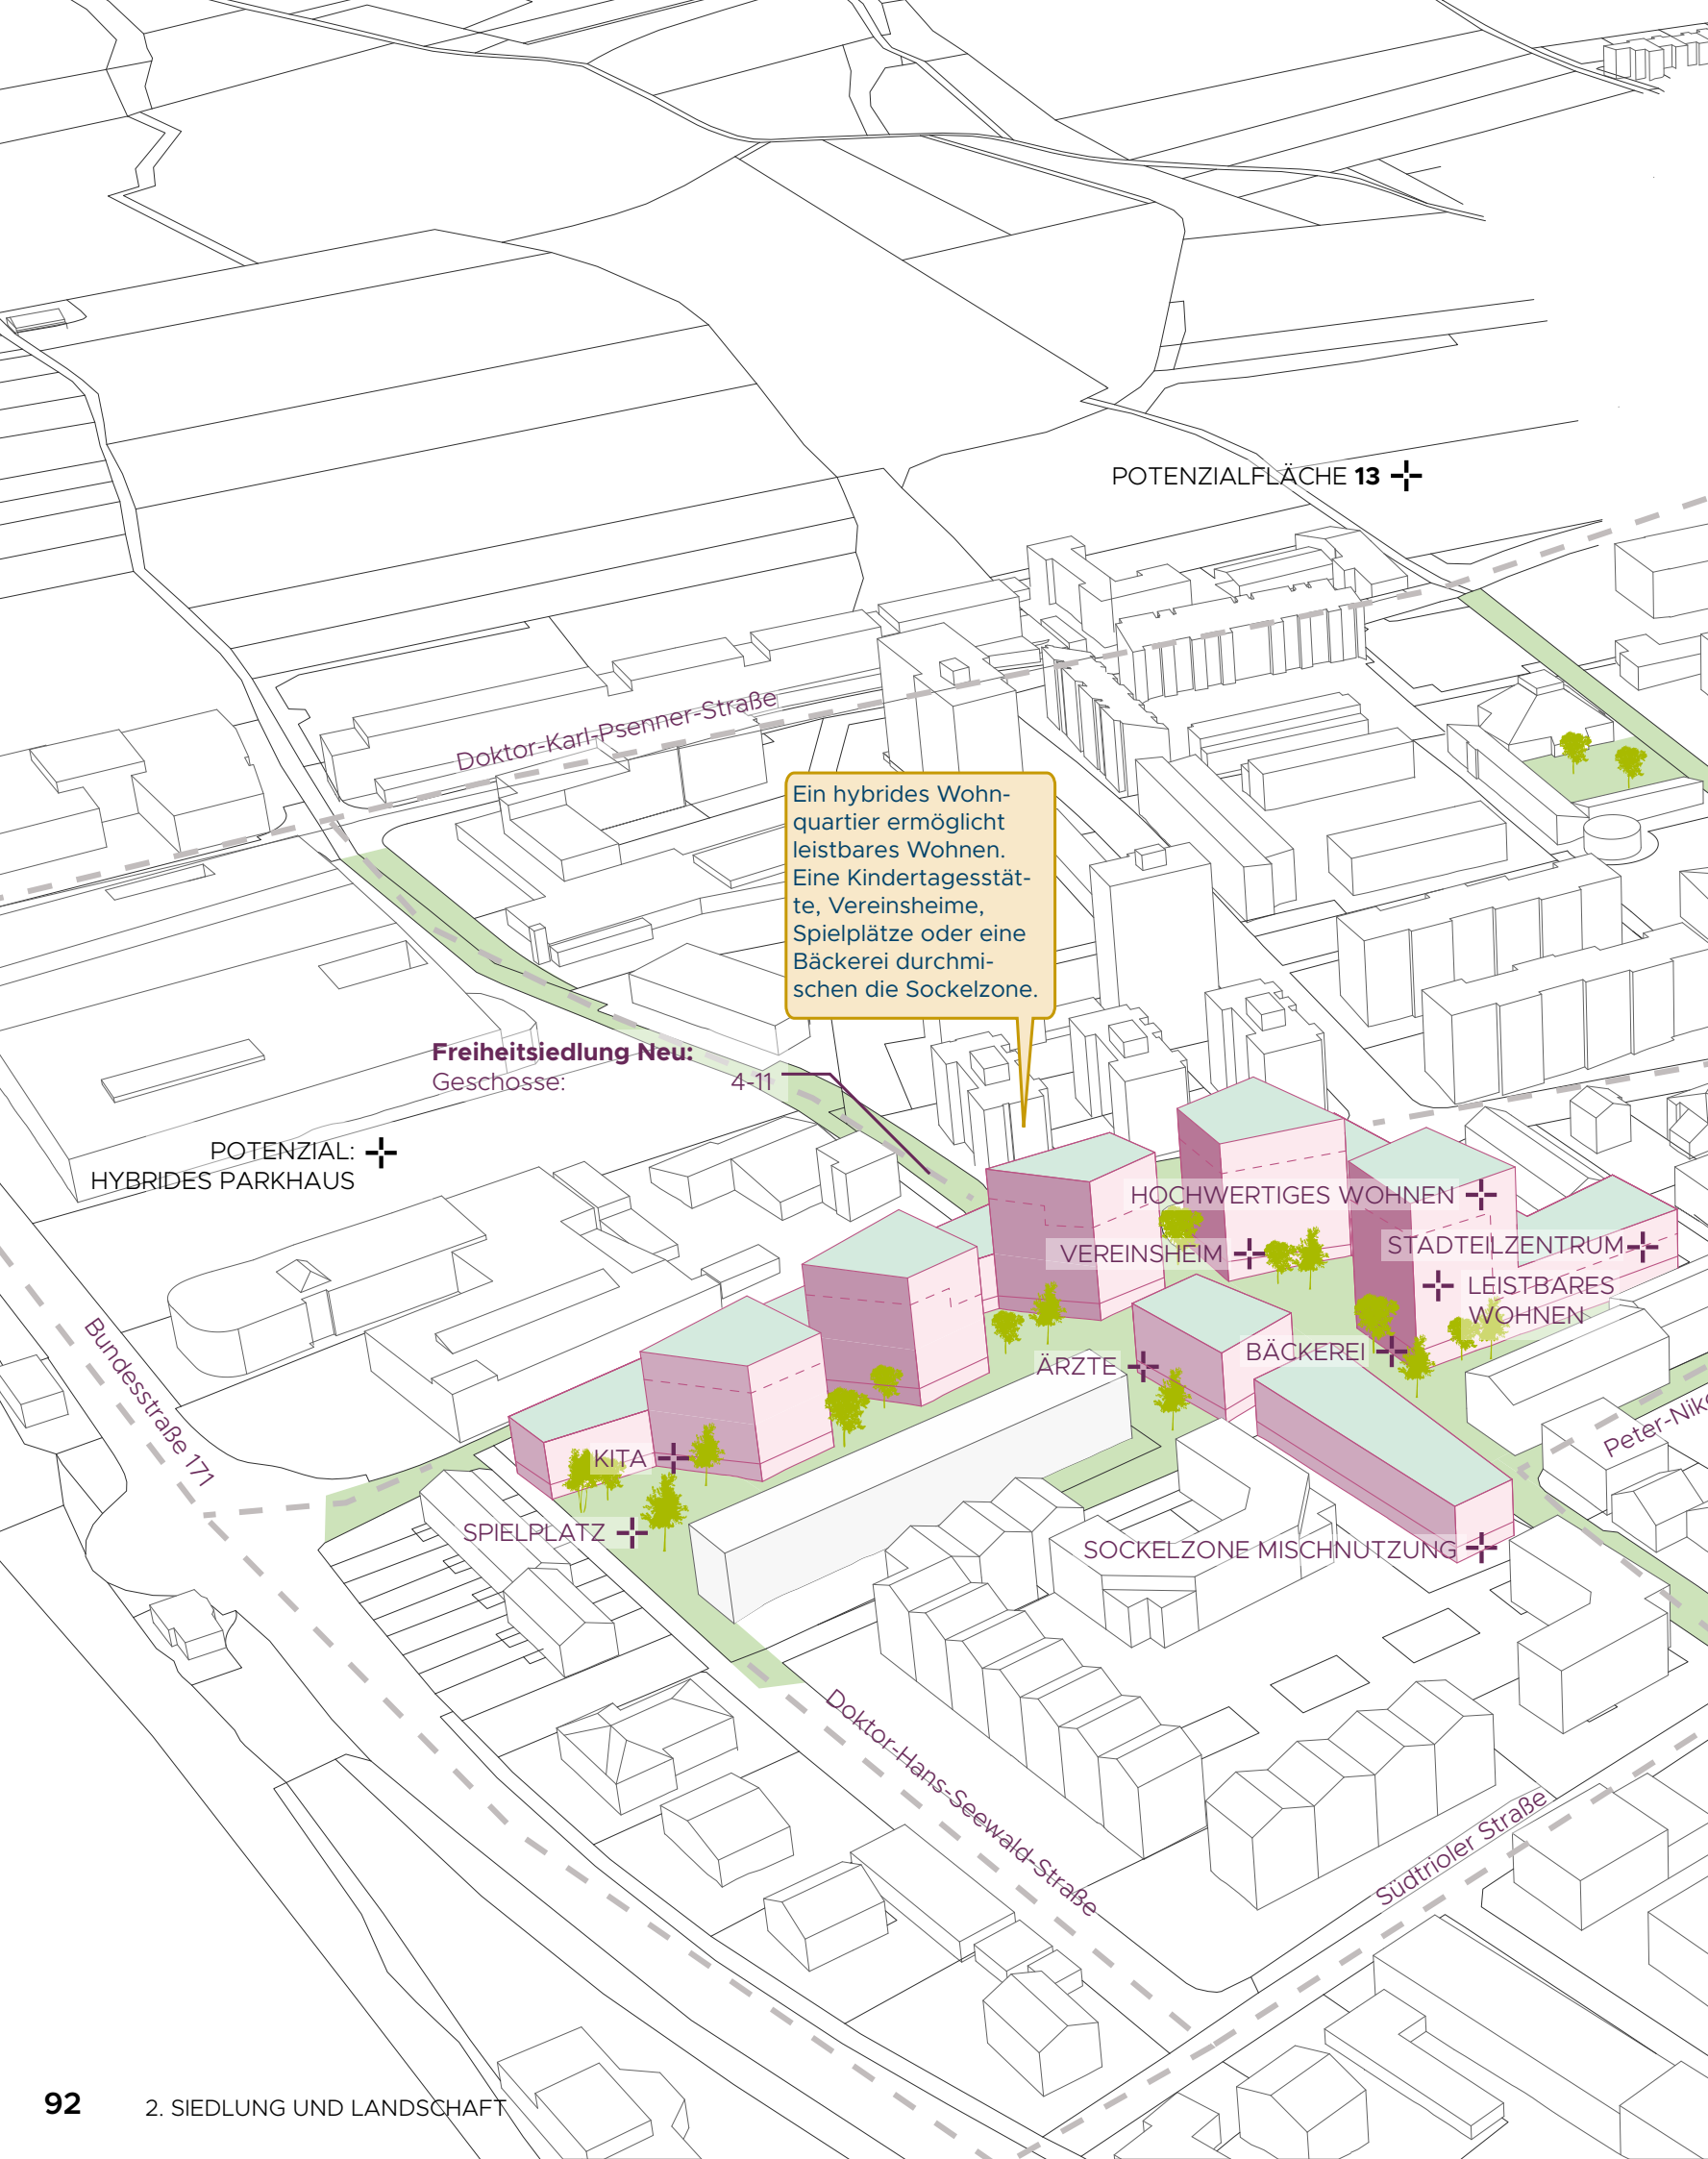 POTENZIALFLÄCHE 13
Doktor-Karl-Psenner-Straße
Ein hybrides Wohn-
quartier ermöglicht
leistbares Wohnen.
Eine Kindertagesstät-
te, Vereinsheime,
Spielplätze oder eine
Bäckerei durchmi-
schen die Sockelzone.
Freiheitsiedlung Neu:
Geschosse: 4-11
POTENZIAL:
HYBRIDES PARKHAUS
HOCHWERTIGES WOHNEN
VEREINSHEIM
STADTEILZENTRUM
LEISTBARES
WOHNEN
BÄCKEREI
ÄRZTE
Bundesstraße 171
KITA
SPIELPLATZ
SOCKELZONE MISCHNUTZUNG
Peter-Nik
Doktor-Hans-Seewald-Straße
Südtrioler Straße
92
2. SIEDLUNG UND LANDSCHAFT